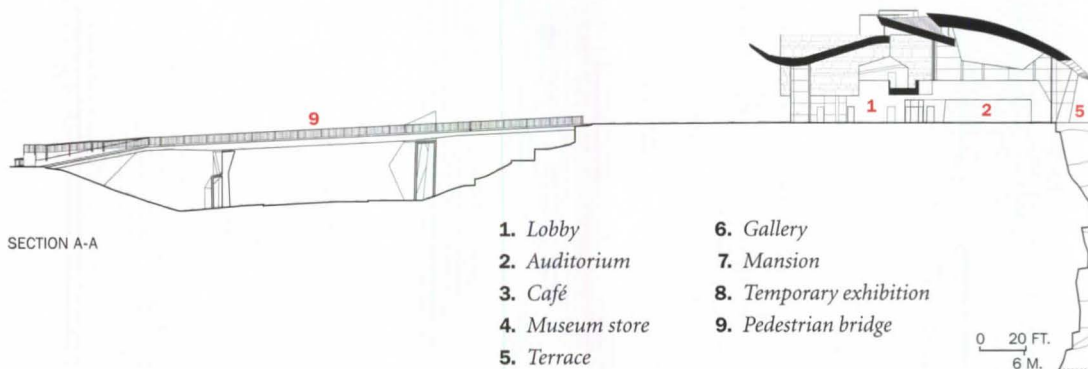 9
1
2
5
SECTION A-A
1. Lobby
2. Auditorium
3. Café
4. Museum store
5. Terrace
6. Gallery
7. Mansion
8. Temporary exhibition
9. Pedestrian bridge
0 20 FT.
6 M.